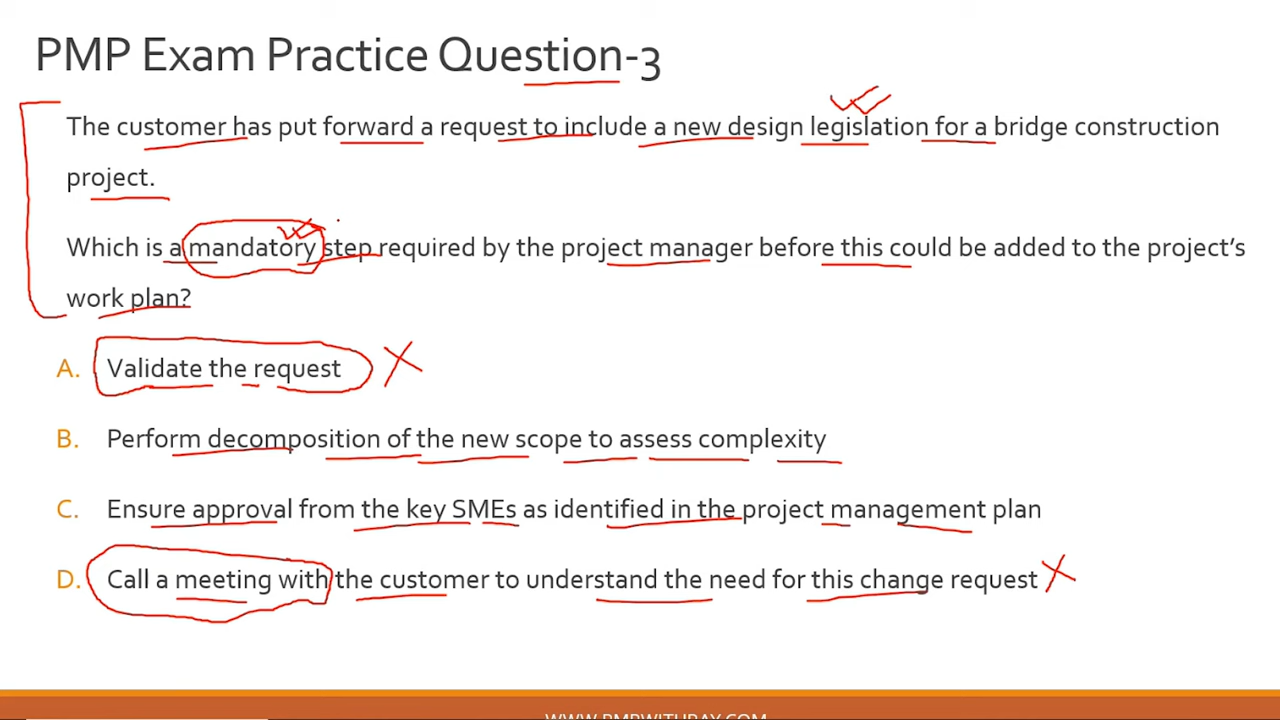 PMP Exam Practice Question-3
The customer has put forward a request to include a new design legislation for a bridge construction
project.
Which is a mandatory step required by the project manager before this could be added to the project’s
work plan?
A. Validate the request
B. Perform decomposition of the new scope to assess complexity
C. Ensure approval from the key SMEs as identified in the project management plan
D. Call a meeting with the customer to understand the need for this change request
WWW.PMPWITHRAY.COM